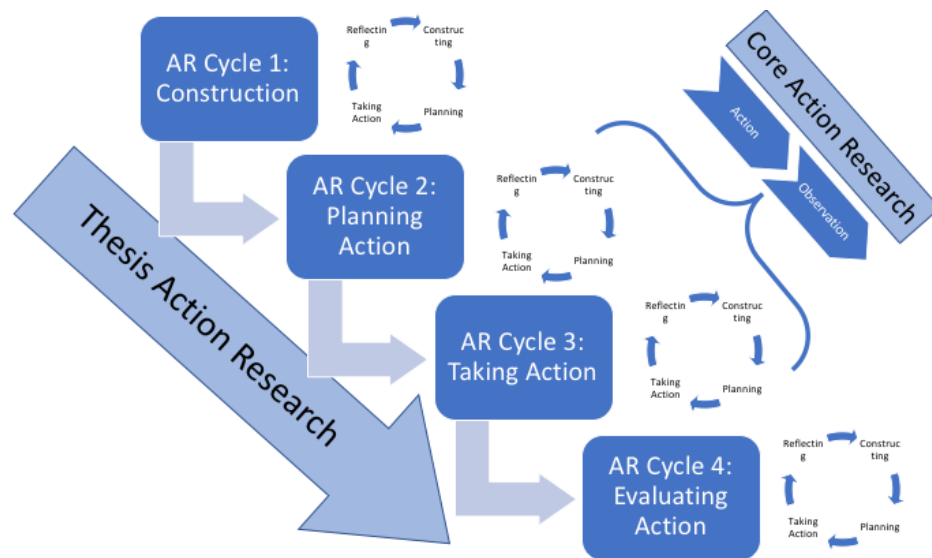 AR Cycle 1:
Construction
Reflectin
g
Construc
ting
Taking
Action
Planning
AR Cycle 2:
Planning
Action
Reflectin
g
Construc
ting
Taking
Action
Planning
AR Cycle 3:
Taking Action
Reflectin
g
Construc
ting
Taking
Action
Planning
AR Cycle 4:
Evaluating
Action
Reflectin
g
Construc
ting
Taking
Action
Planning
Thesis Action Research
Core Action Research
Action
Observation